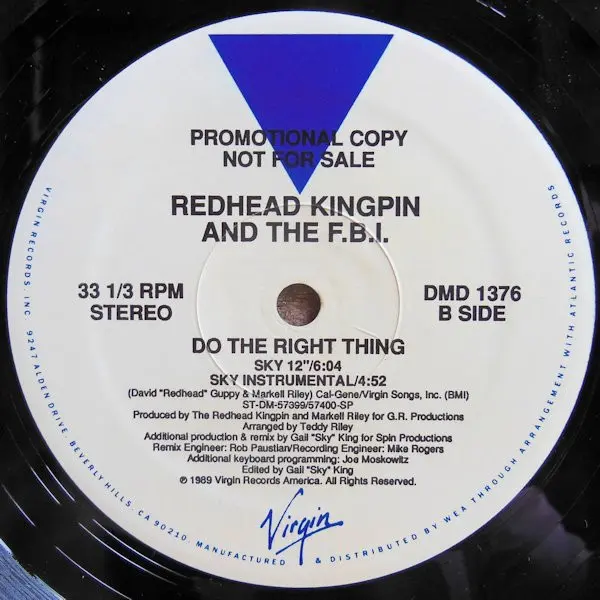 PROMOTIONAL COPY
NOT FOR SALE
REDHEAD KINGPIN
AND THE F.B.I.
33 1/3 RPM
STEREO
DMD 1376
B SIDE
DO THE RIGHT THING
SKY 12"/6:04
SKY INSTRUMENTAL/4:52
(David "Redhead" Guppy & Markell Riley) Cal-Gene/Virgin Songs, Inc. (BMI)
ST-DM-57399/57400-SP
Produced by The Redhead Kingpin and Markell Riley for G.R. Productions
Arranged by Teddy Riley
Additional production & remix by Gail "Sky" King for Spin Productions
Remix Engineer: Rob Paustian/Recording Engineer: Mike Rogers
Additional keyboard programming: Joe Moskowitz
Edited by Gail "Sky" King
℗ 1989 Virgin Records America. All Rights Reserved.
Virgin
VIRGIN RECORDS, INC. 9247 ALDEN DRIVE, BEVERLY HILLS, CA 90210. MANUFACTURED & DISTRIBUTED BY WEA THROUGH ARRANGEMENT WITH ATLANTIC RECORDS